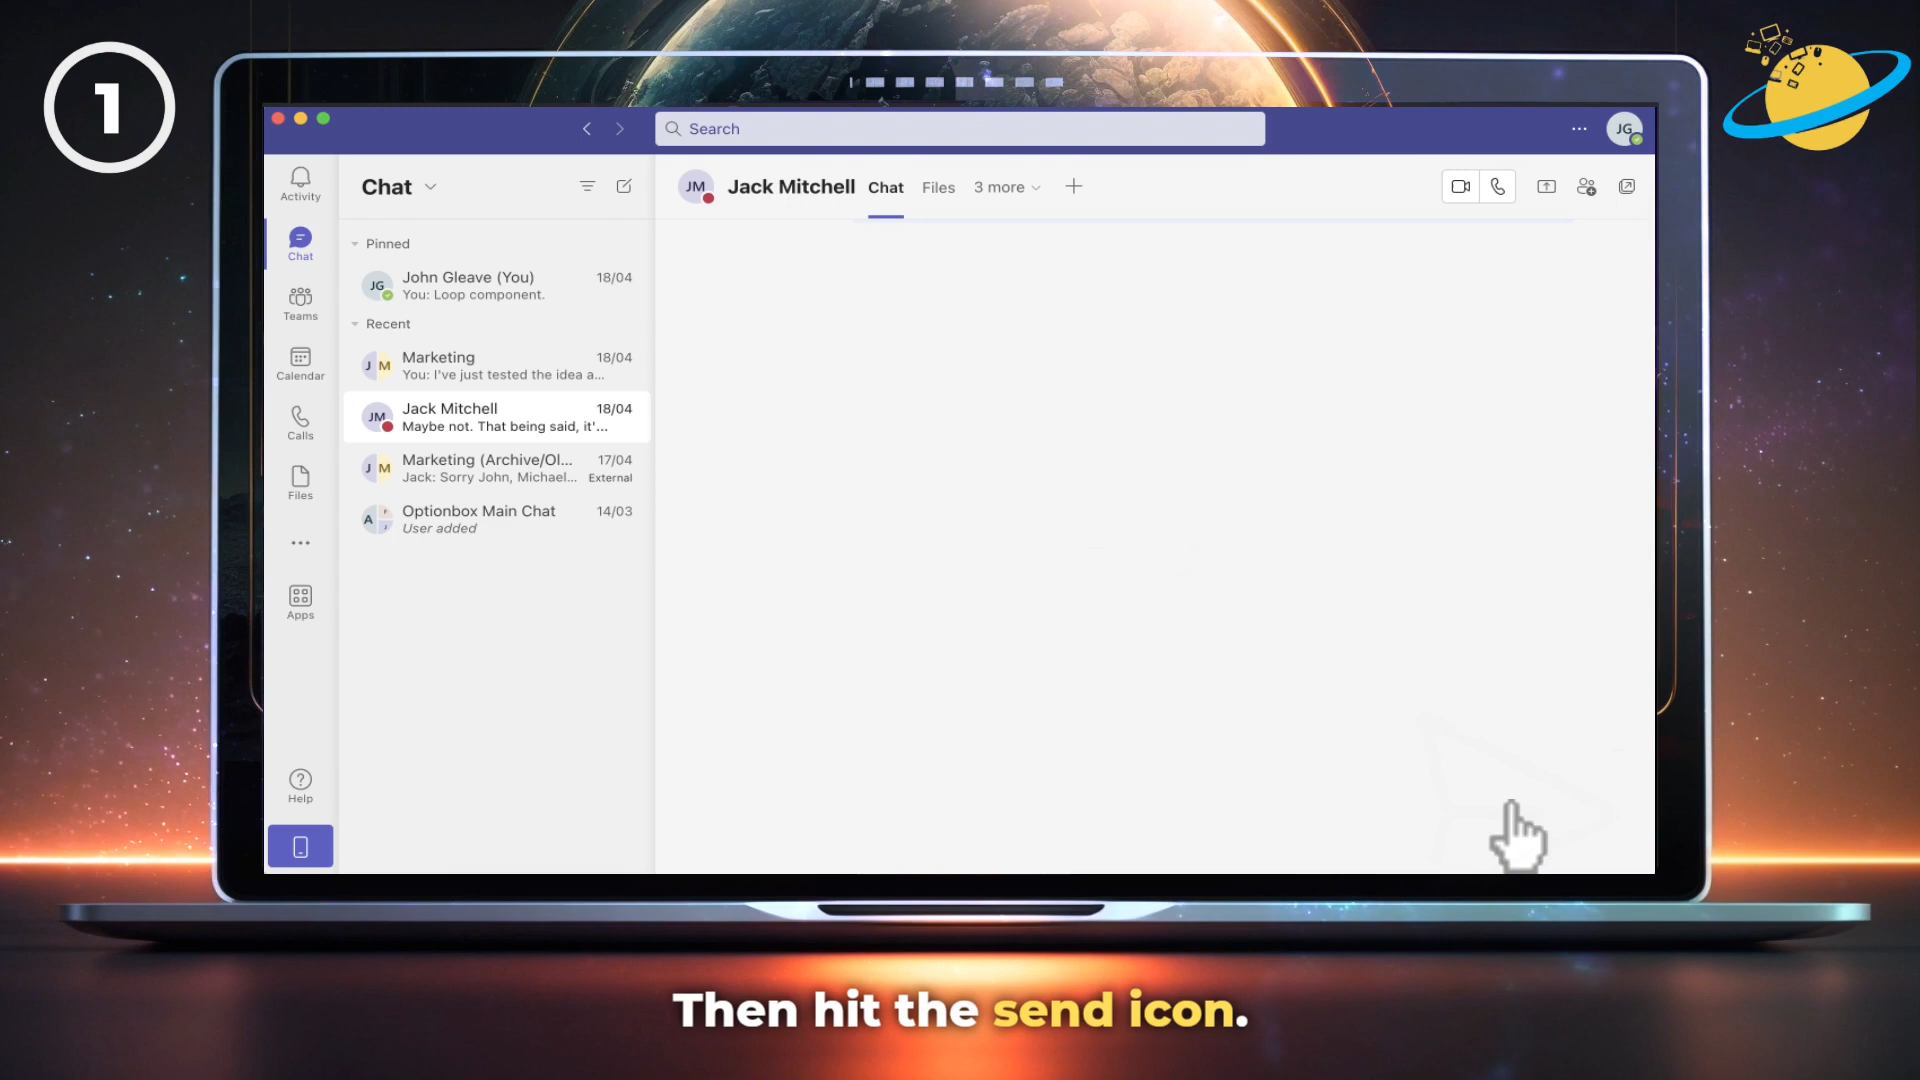 1
Search
JG
Activity
Chat
Teams
Calendar
Calls
Files
Apps
Help
Chat
Pinned
JG
John Gleave (You)
18/04
You: Loop component.
Recent
J M
Marketing
18/04
You: I've just tested the idea a...
JM
Jack Mitchell
18/04
Maybe not. That being said, it'...
J M
Marketing (Archive/Ol...
17/04
Jack: Sorry John, Michael...
External
A
Optionbox Main Chat
14/03
User added
JM
Jack Mitchell
Chat
Files
3 more
Then hit the send icon.